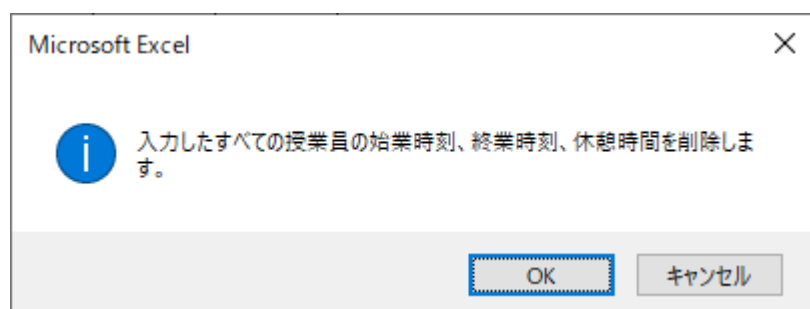 Microsoft Excel
入力したすべての授業員の始業時刻、終業時刻、休憩時間を削除しま
す。
OK
キャンセル